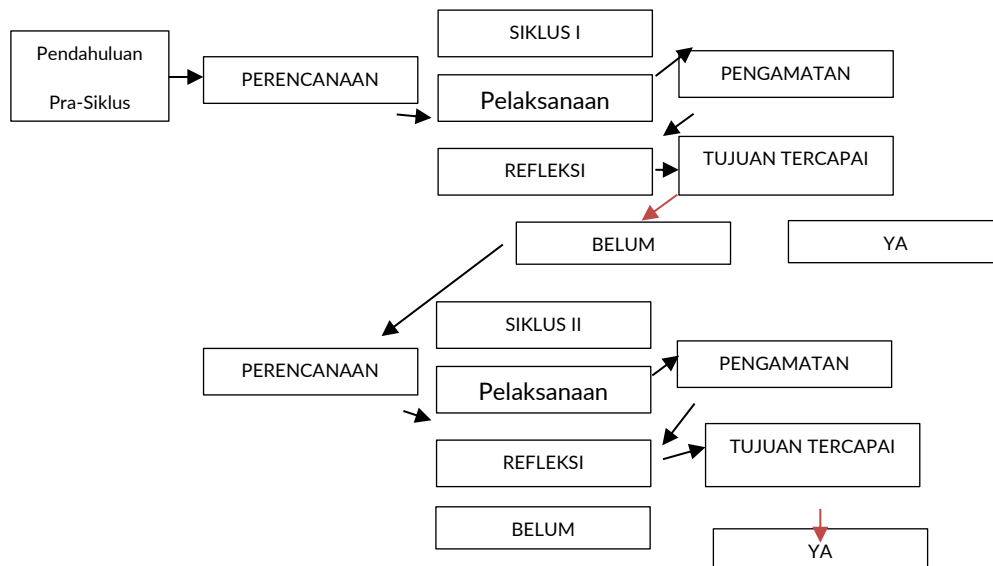 SIKLUS I
Pendahuluan
Pra-Siklus
PERENCANAAN
Pelaksanaan
PENGAMATAN
REFLEKSI
TUJUAN TERCAPAI
BELUM
YA
SIKLUS II
PERENCANAAN
Pelaksanaan
PENGAMATAN
REFLEKSI
TUJUAN TERCAPAI
BELUM
YA